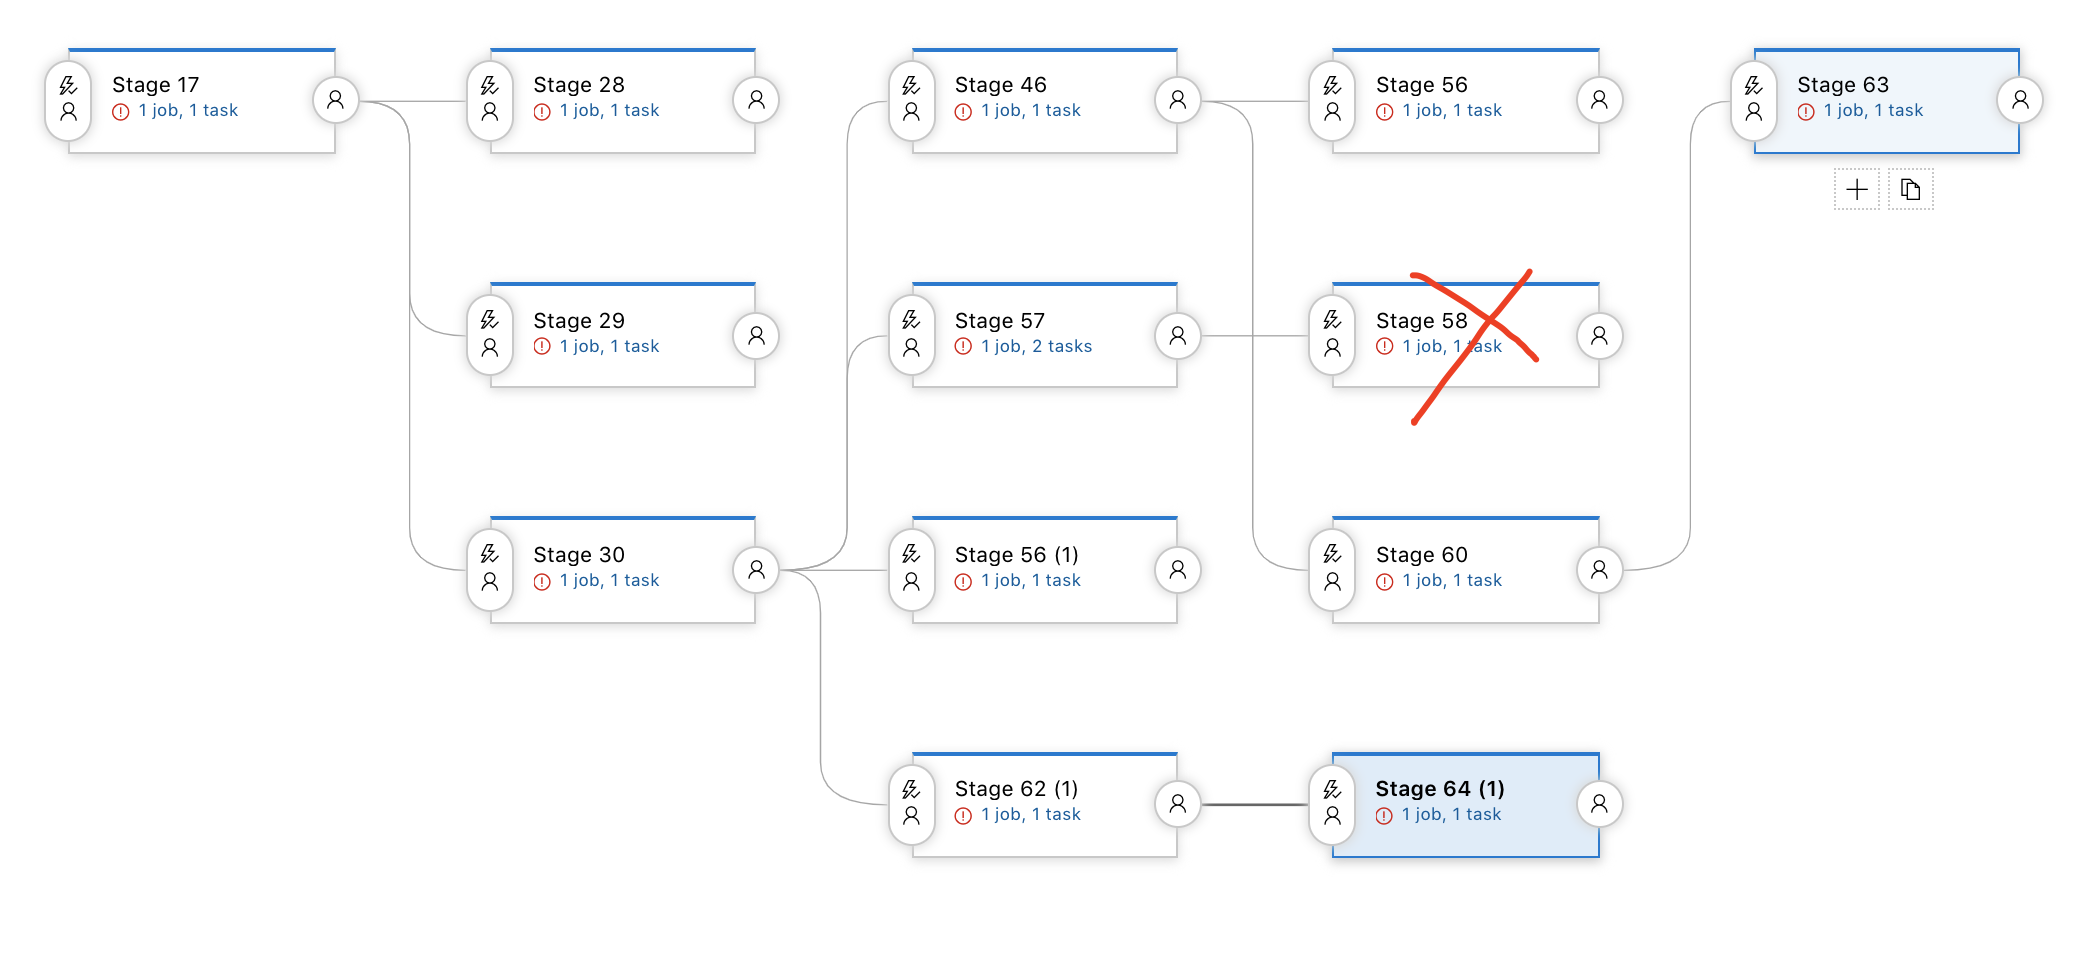 Stage 17
1 job, 1 task
Stage 28
1 job, 1 task
Stage 46
1 job, 1 task
Stage 56
1 job, 1 task
Stage 63
1 job, 1 task
Stage 29
1 job, 1 task
Stage 57
1 job, 2 tasks
Stage 58
1 job, 1 task
Stage 30
1 job, 1 task
Stage 56 (1)
1 job, 1 task
Stage 60
1 job, 1 task
Stage 62 (1)
1 job, 1 task
Stage 64 (1)
1 job, 1 task